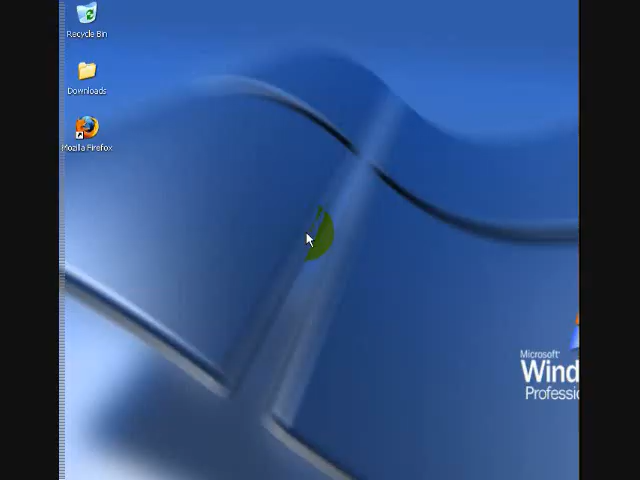 Recycle Bin
Downloads
Mozilla Firefox
Microsoft®
Wind
Professio